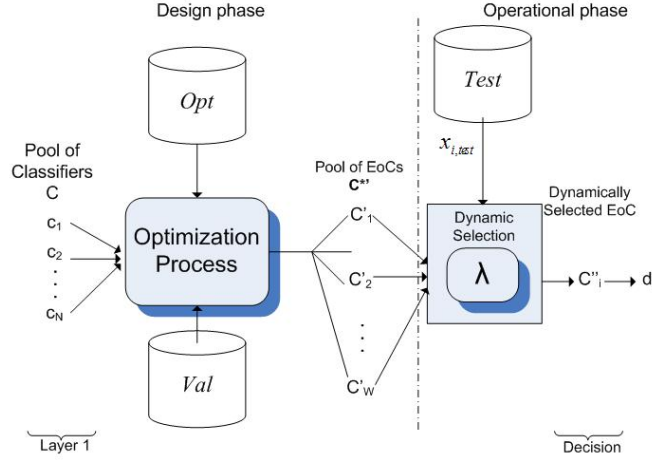 Design phase
Operational phase
Opt
Test
x i,test
Pool of
Classifiers
C
c1
c2
cN
Optimization
Process
Val
Pool of EoCs
C*'
C'1
C'2
C'W
Dynamic
Selection
λ
Dynamically
Selected EoC
C''i
d
Layer 1
Decision